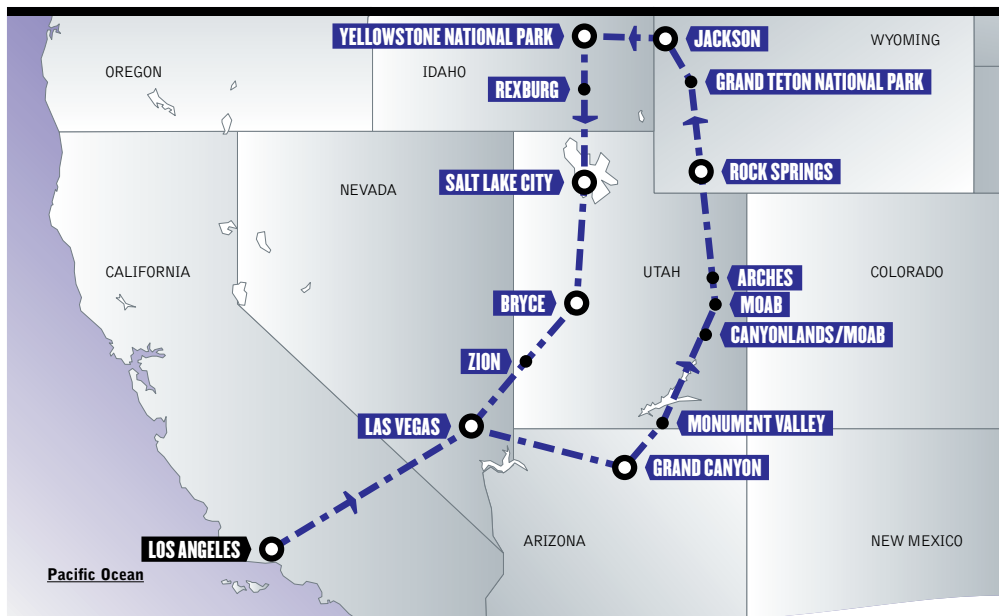 YELLOWSTONE NATIONAL PARK
JACKSON
WYOMING
OREGON
IDAHO
GRAND TETON NATIONAL PARK
REXBURG
ROCK SPRINGS
SALT LAKE CITY
NEVADA
CALIFORNIA
UTAH
COLORADO
ARCHES
BRYCE
MOAB
CANYONLANDS/MOAB
ZION
LAS VEGAS
MONUMENT VALLEY
GRAND CANYON
ARIZONA
NEW MEXICO
LOS ANGELES
Pacific Ocean